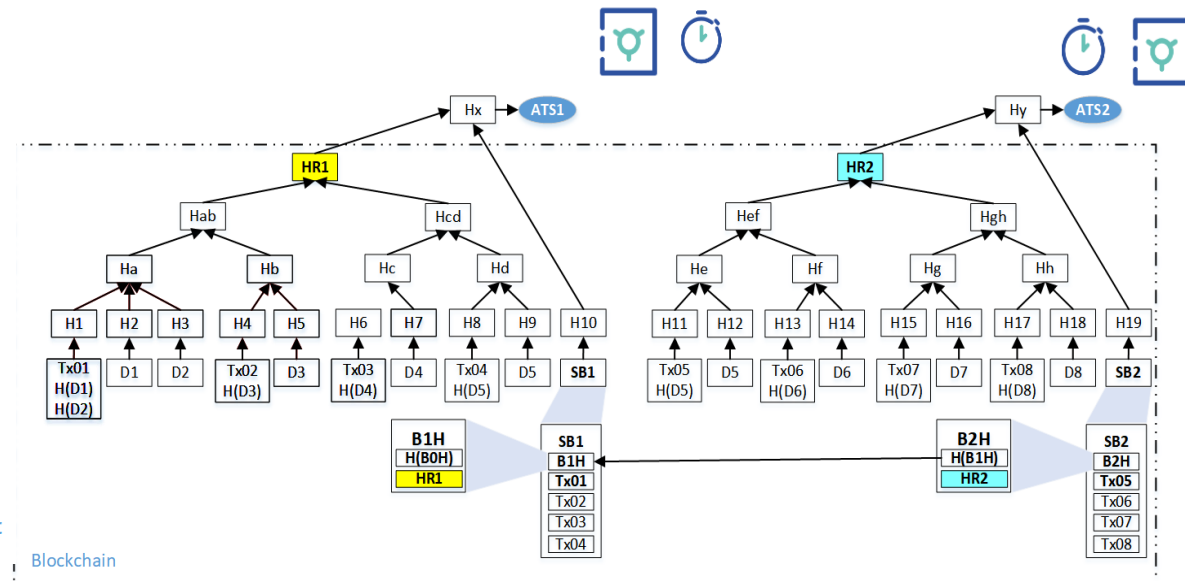 Hx
ATS1
Hy
ATS2
HR1
HR2
Hab
Hcd
Hef
Hgh
Ha
Hb
Hc
Hd
He
Hf
Hg
Hh
H1
H2
H3
H4
H5
H6
H7
H8
H9
H10
H11
H12
H13
H14
H15
H16
H17
H18
H19
Tx01
H(D1)
H(D2)
D1
D2
Tx02
H(D3)
D3
Tx03
H(D4)
D4
Tx04
H(D5)
D5
SB1
Tx05
H(D5)
D5
Tx06
H(D6)
D6
Tx07
H(D7)
D7
Tx08
H(D8)
D8
SB2
B1H
H(B0H)
HR1
SB1
B1H
Tx01
Tx02
Tx03
Tx04
B2H
H(B1H)
HR2
SB2
B2H
Tx05
Tx06
Tx07
Tx08
Blockchain